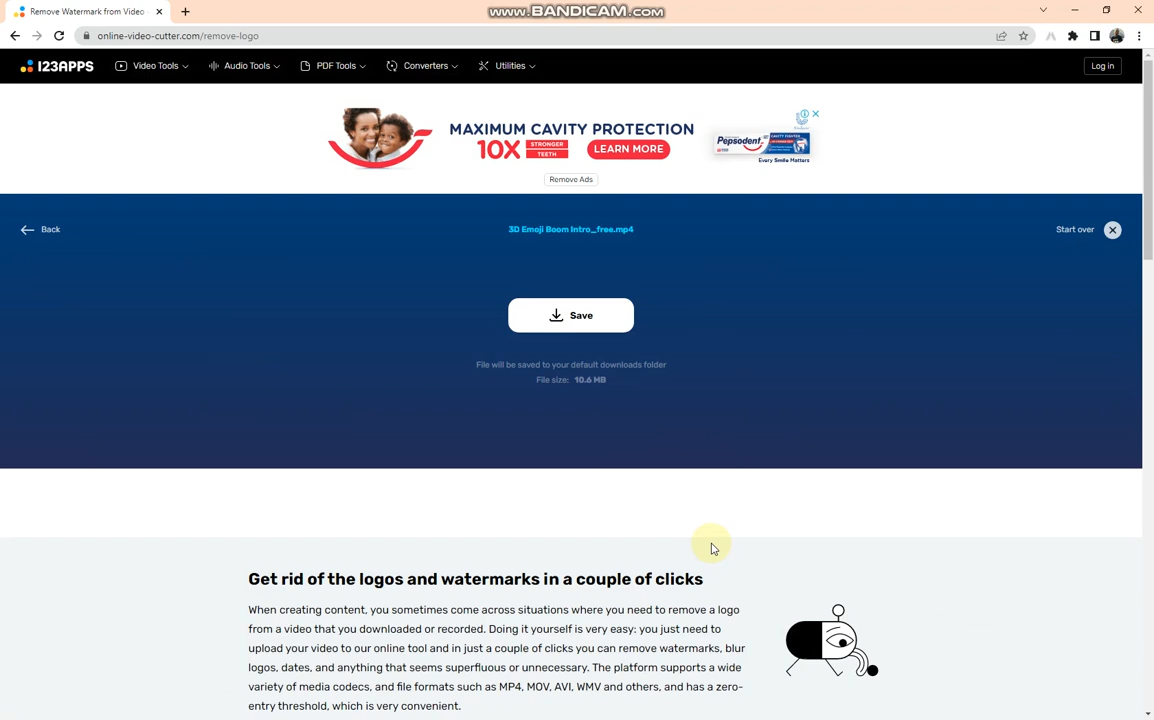 Remove Watermark from Video
www.BANDICAM.com
online-video-cutter.com/remove-logo
123APPS
Video Tools
Audio Tools
PDF Tools
Converters
Utilities
Log in
MAXIMUM CAVITY PROTECTION
10X STRONGER TEETH
LEARN MORE
Pepsodent
Every Smile Matters
Remove Ads
Back
3D Emoji Boom Intro_free.mp4
Start over
Save
File will be saved to your default downloads folder
File size: 10.6 MB
Get rid of the logos and watermarks in a couple of clicks
When creating content, you sometimes come across situations where you need to remove a logo
from a video that you downloaded or recorded. Doing it yourself is very easy: you just need to
upload your video to our online tool and in just a couple of clicks you can remove watermarks, blur
logos, dates, and anything that seems superfluous or unnecessary. The platform supports a wide
variety of media codecs, and file formats such as MP4, MOV, AVI, WMV and others, and has a zero-
entry threshold, which is very convenient.